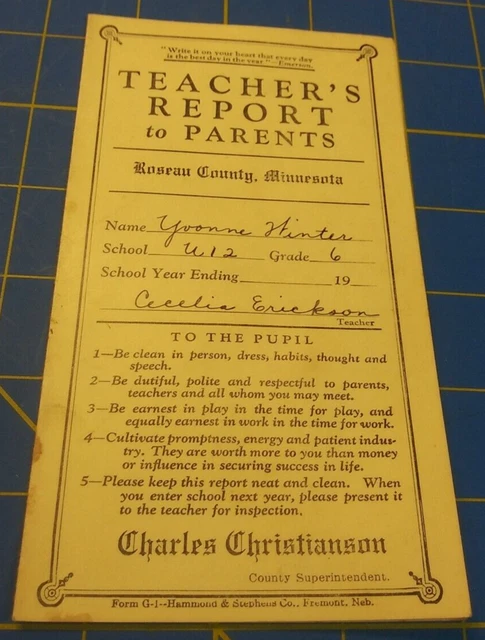 "Write it on your heart that every day
is the best day in the year."—Emerson.
TEACHER'S
REPORT
to PARENTS
Roseau County, Minnesota
Name Yvonne Winter
School U12 Grade 6
School Year Ending 19
Cecelia Erickson
Teacher
TO THE PUPIL
1—Be clean in person, dress, habits, thought and
speech.
2—Be dutiful, polite and respectful to parents,
teachers and all whom you may meet.
3—Be earnest in play in the time for play, and
equally earnest in work in the time for work.
4—Cultivate promptness, energy and patient indus-
try. They are worth more to you than money
or influence in securing success in life.
5—Please keep this report neat and clean. When
you enter school next year, please present it
to the teacher for inspection.
Charles Christianson
County Superintendent.
Form G-1--Hammond & Stephens Co., Fremont, Neb.